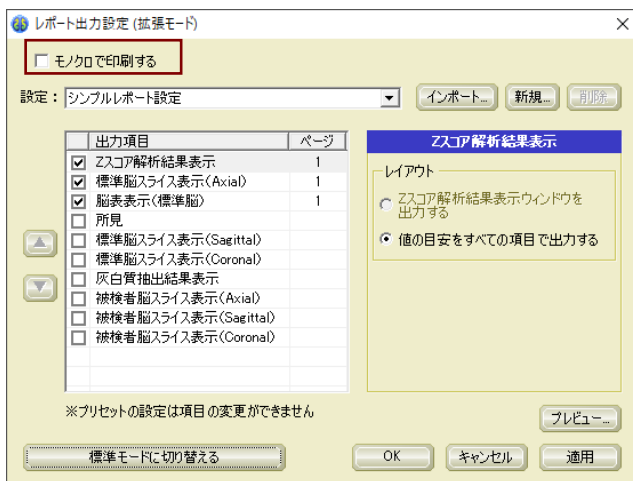 レポート出力設定 (拡張モード)
モノクロで印刷する
設定： シンプルレポート設定 インポート... 新規... 削除
出力項目 ページ
Zスコア解析結果表示 1
標準脳スライス表示(Axial) 1
脳表表示(標準脳) 1
所見
標準脳スライス表示(Sagittal)
標準脳スライス表示(Coronal)
灰白質抽出結果表示
被検者脳スライス表示(Axial)
被検者脳スライス表示(Sagittal)
被検者脳スライス表示(Coronal)
Zスコア解析結果表示
レイアウト
Zスコア解析結果表示ウィンドウを
出力する
値の目安をすべての項目で出力する
※プリセットの設定は項目の変更ができません
プレビュー...
標準モードに切り替える OK キャンセル 適用